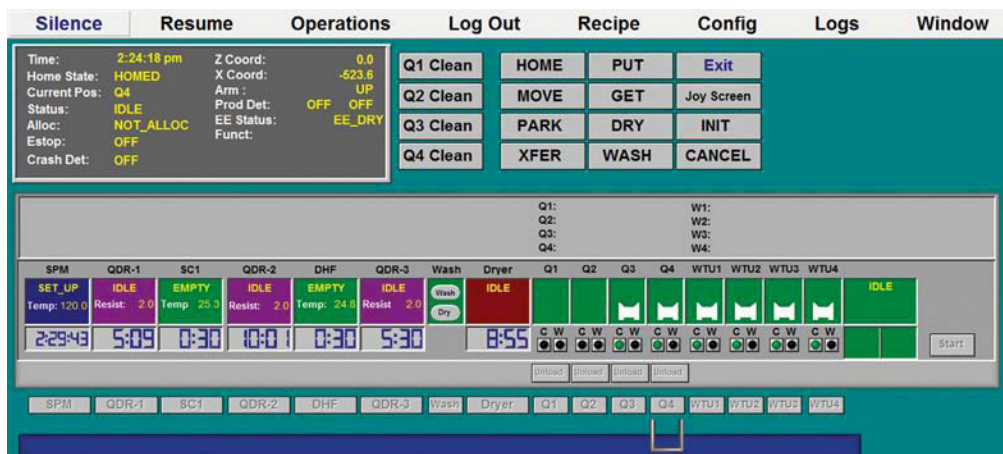 Silence Resume Operations Log Out Recipe Config Logs Window
Time: 2:24:18 pm Z Coord: 0.0
Home State: HOMED X Coord: -523.6
Current Pos: Q4 Arm : UP
Status: IDLE Prod Det: OFF OFF
Alloc: NOT_ALLOC EE Status: EE_DRY
Estop: OFF Funct:
Crash Det: OFF
Q1 Clean HOME PUT Exit
Q2 Clean MOVE GET Joy Screen
Q3 Clean PARK DRY INIT
Q4 Clean XFER WASH CANCEL
Q1: W1:
Q2: W2:
Q3: W3:
Q4: W4:
SPM QDR-1 SC1 QDR-2 DHF QDR-3 Wash Dryer Q1 Q2 Q3 Q4 WTU1 WTU2 WTU3 WTU4
SET_UP IDLE EMPTY IDLE EMPTY IDLE Wash IDLE IDLE
Temp: 120.0 Resist: 2.0 Temp 25.3 Resist: 2.0 Temp: 24.8 Resist 2.0 Dry
2:29:43 5:09 0:30 10:01 0:30 5:30 8:55 C W C W C W C W C W C W C W C W Start
Unload Unload Unload Unload
SPM QDR-1 SC1 QDR-2 DHF QDR-3 Wash Dryer Q1 Q2 Q3 Q4 WTU1 WTU2 WTU3 WTU4